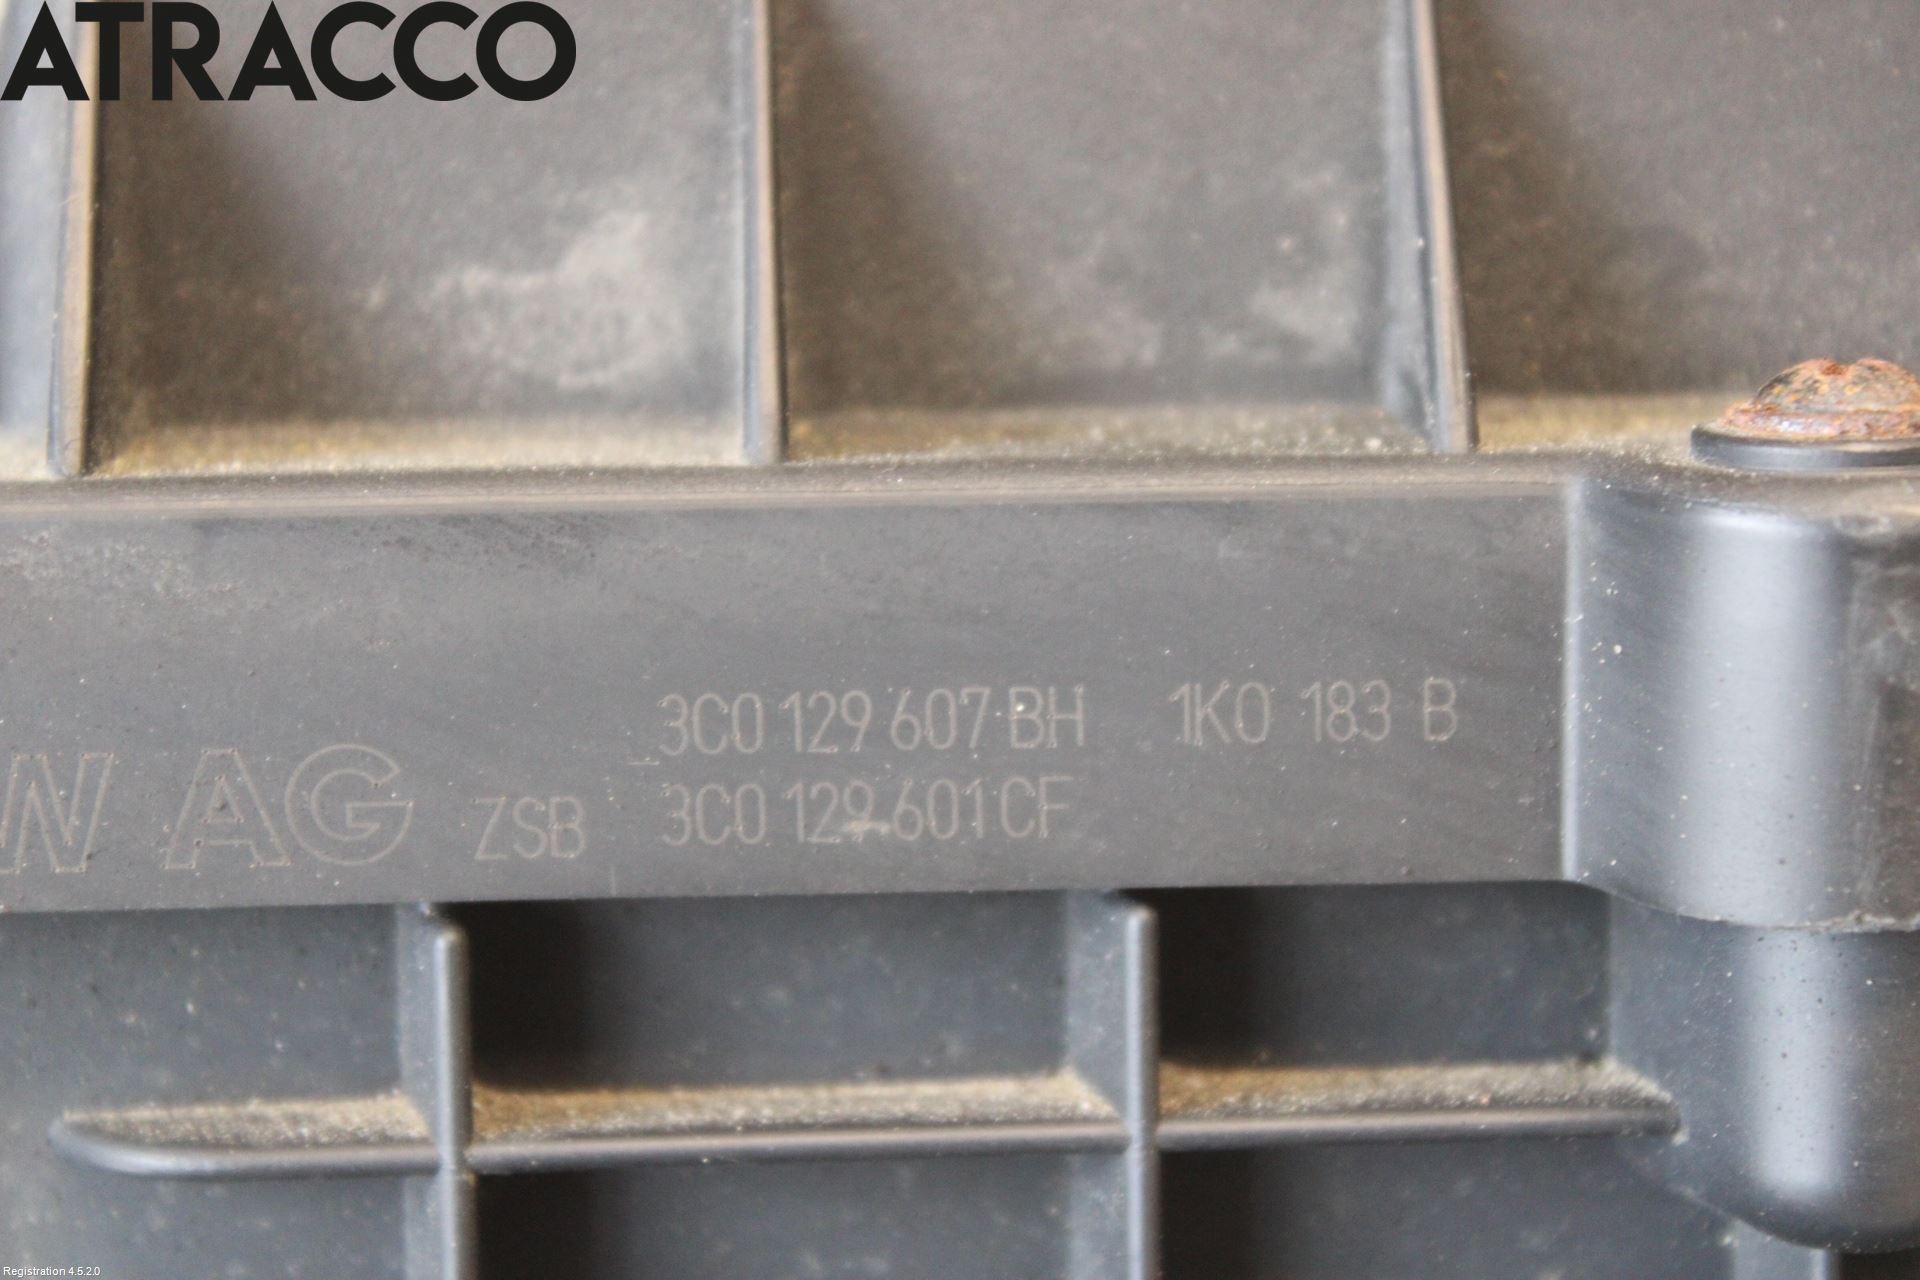 ATRACCO
3C0 129 607 BH 1K0 183 B
W AG ZSB 3C0 129 601 CF
Registration 4.5.2.0